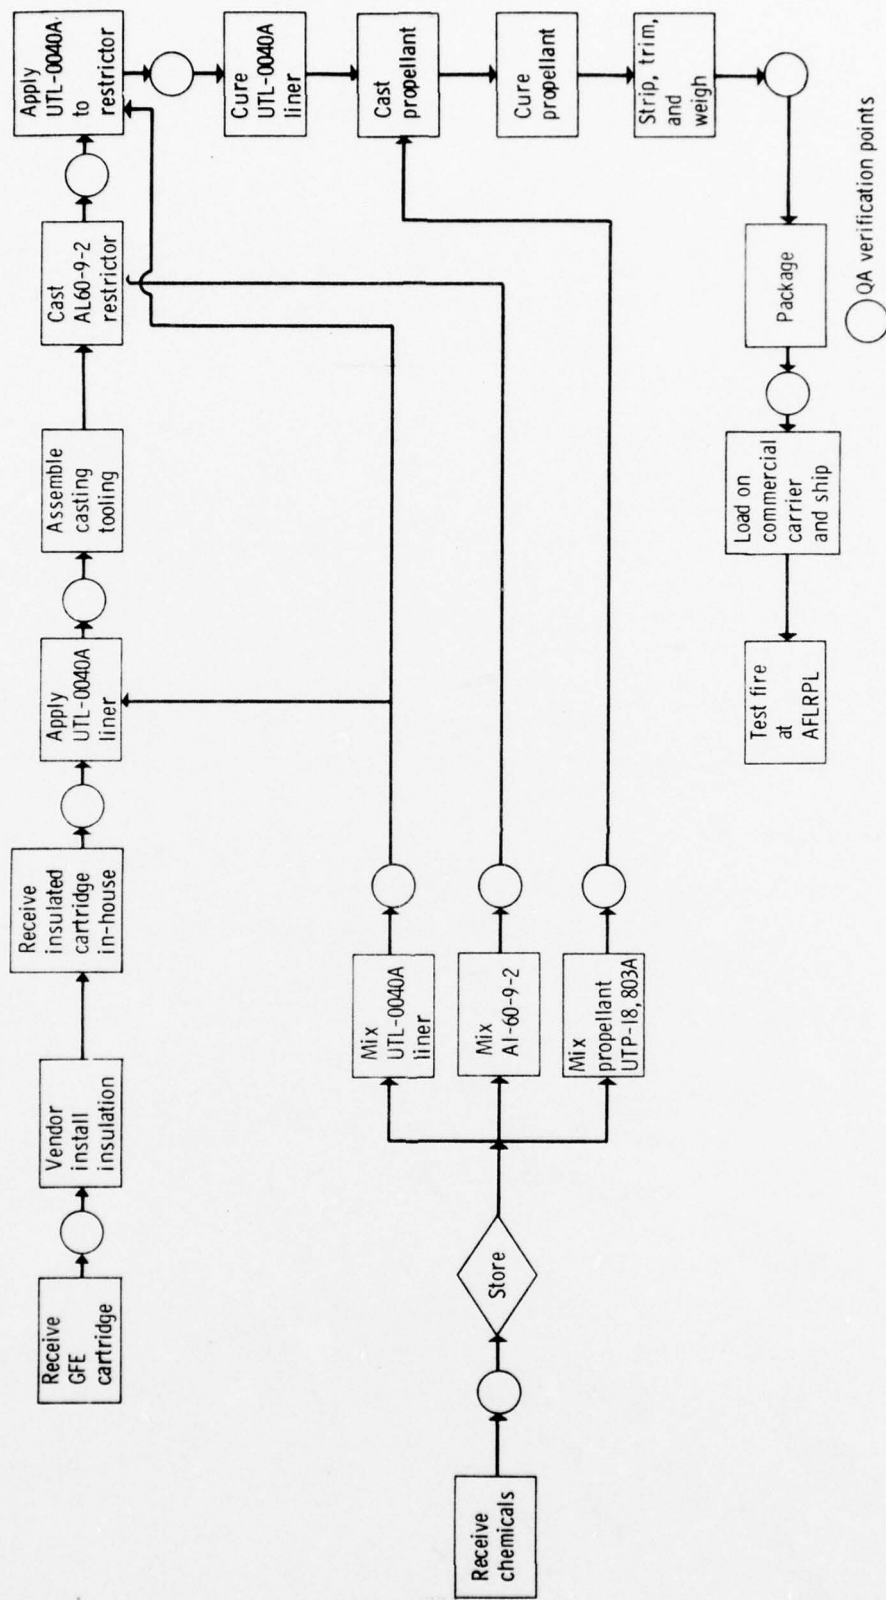 Receive
GFE
cartridge
Vendor
install
insulation
Receive
insulated
cartridge
in-house
Apply
UTL-0040A
liner
Assemble
casting
tooling
Cast
AL60-9-2
restrictor
Apply
UTL-0040A
to
restrictor
Cure
UTL-0040A
liner
Cast
propellant
Cure
propellant
Strip, trim,
and
weigh
Receive
chemicals
Store
Mix
UTL-0040A
liner
Mix
Al-60-9-2
Mix
propellant
UTP-18,803A
Package
Load on
commercial
carrier
and ship
Test fire
at
AFLRPL
QA verification points